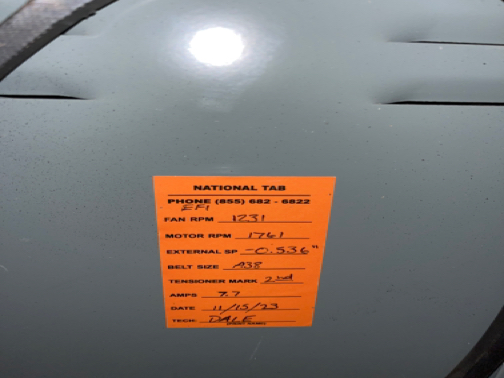 NATIONAL TAB
PHONE (855) 682 - 6822
EF1
FAN RPM 1231
MOTOR RPM 1761
EXTERNAL SP -0.536"
BELT SIZE A38
TENSIONER MARK 2nd
AMPS 7.7
DATE 11/15/23
TECH: DALE